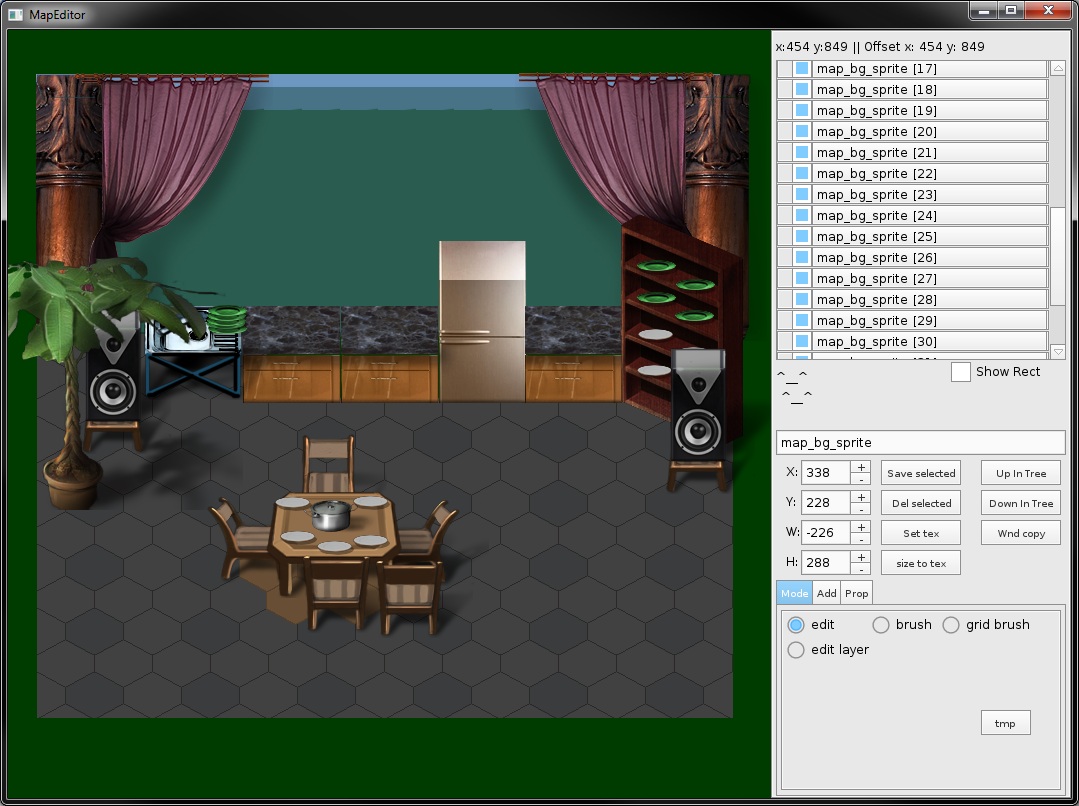 MapEditor
x:454 y:849 || Offset x: 454 y: 849
map_bg_sprite [17]
map_bg_sprite [18]
map_bg_sprite [19]
map_bg_sprite [20]
map_bg_sprite [21]
map_bg_sprite [22]
map_bg_sprite [23]
map_bg_sprite [24]
map_bg_sprite [25]
map_bg_sprite [26]
map_bg_sprite [27]
map_bg_sprite [28]
map_bg_sprite [29]
map_bg_sprite [30]
^__^ Show Rect
^__^
map_bg_sprite
X: 338 + - Save selected Up In Tree
Y: 228 + - Del selected Down In Tree
W: -226 + - Set tex Wnd copy
H: 288 + - size to tex
Mode Add Prop
edit brush grid brush
edit layer
tmp